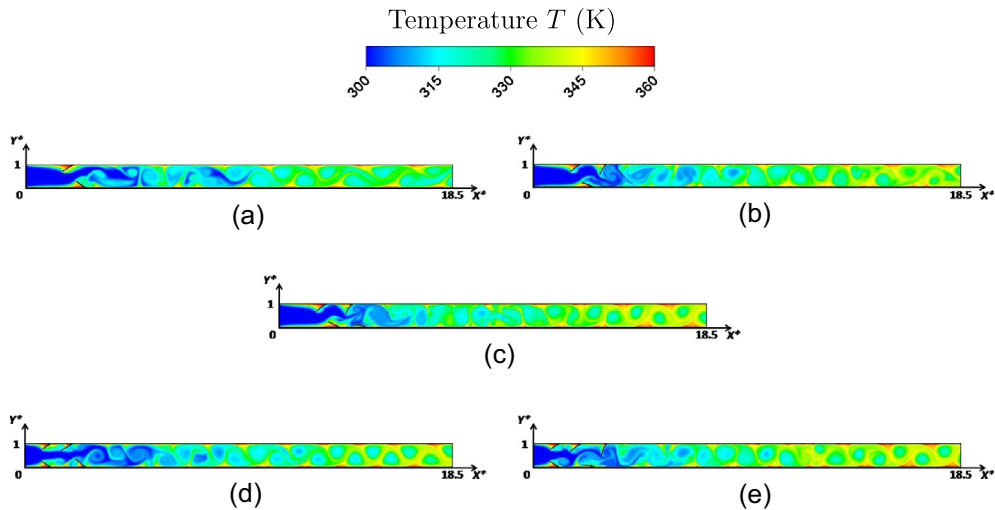 Temperature T (K)
300 315 330 345 360
Y* Y*
1 1
0 18.5 X* 0 18.5 X*
(a) (b)
Y*
1
0 18.5 X*
(c)
Y* Y*
1 1
0 18.5 X* 0 18.5 X*
(d) (e)